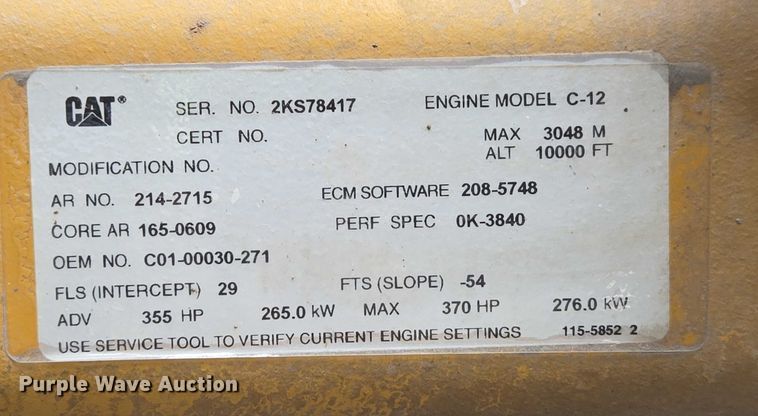 CAT® SER. NO. 2KS78417 ENGINE MODEL C-12
CERT NO. MAX 3048 M
MODIFICATION NO. ALT 10000 FT
AR NO. 214-2715 ECM SOFTWARE 208-5748
CORE AR 165-0609 PERF SPEC 0K-3840
OEM NO. C01-00030-271
FLS (INTERCEPT) 29 FTS (SLOPE) -54
ADV 355 HP 265.0 kW MAX 370 HP 276.0 kW
USE SERVICE TOOL TO VERIFY CURRENT ENGINE SETTINGS 115-5852 2
Purple Wave Auction